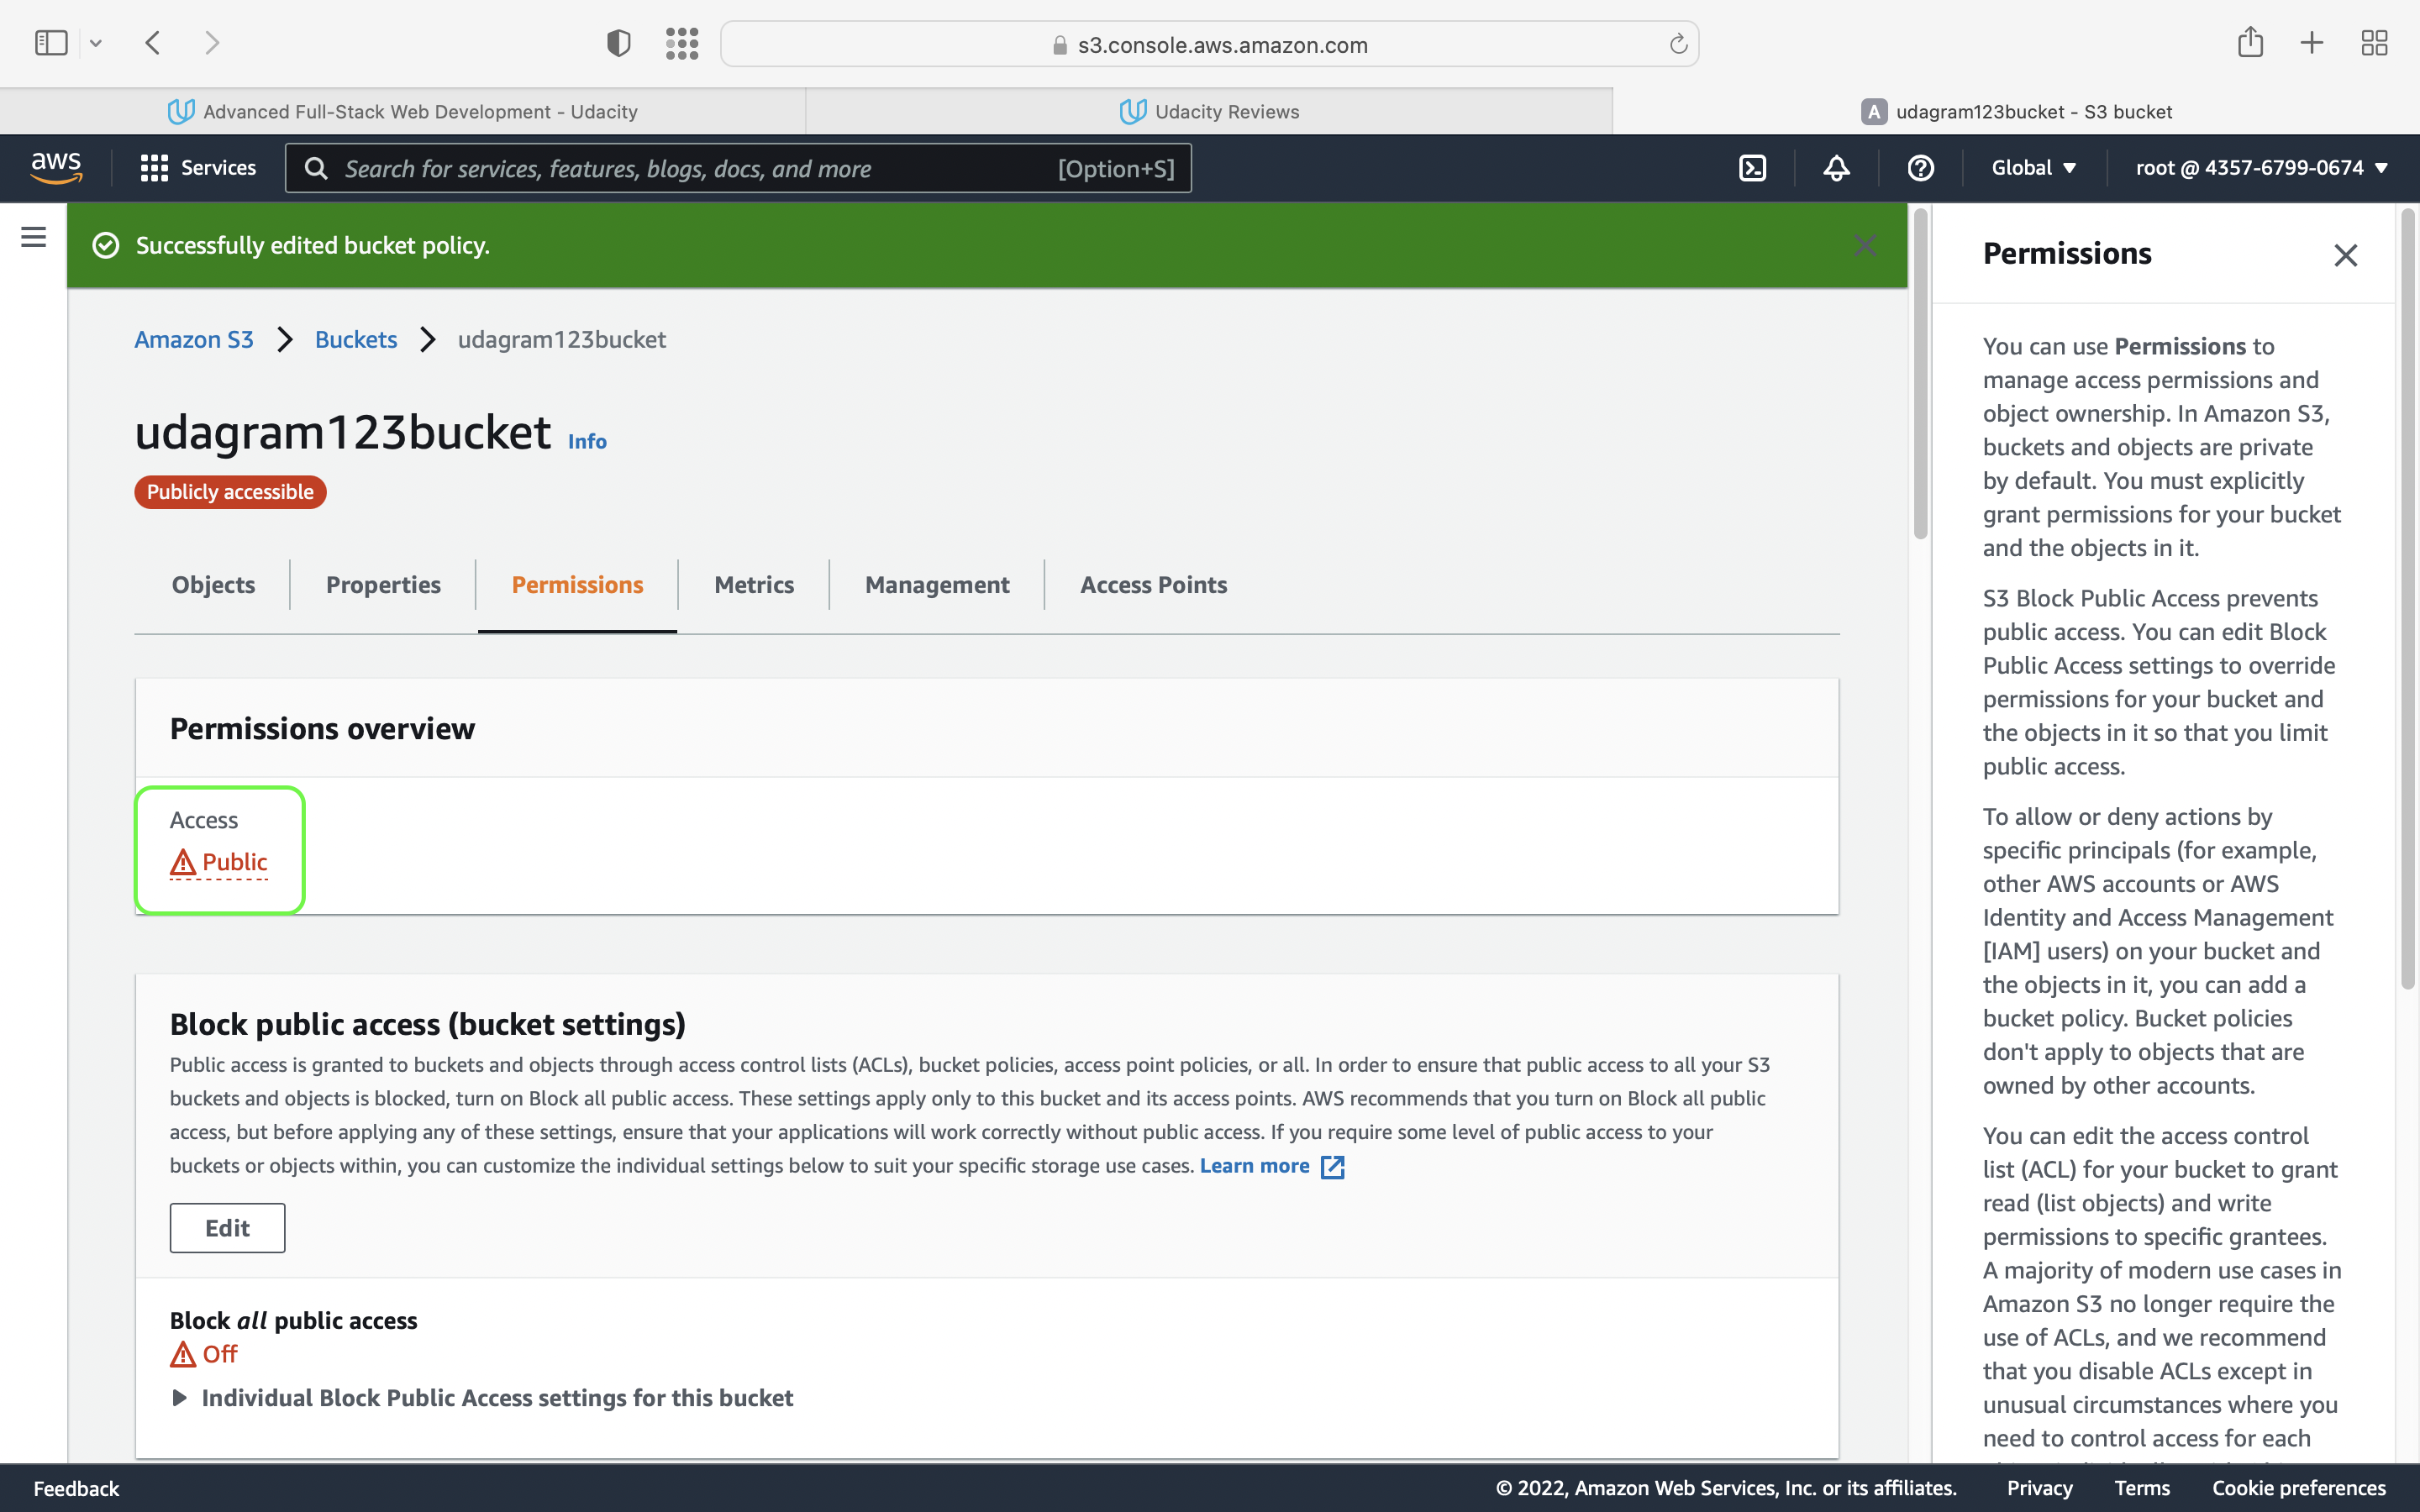 s3.console.aws.amazon.com
Advanced Full-Stack Web Development - Udacity
Udacity Reviews
A udagram123bucket - S3 bucket
aws
Services
Search for services, features, blogs, docs, and more [Option+S]
Global
root @ 4357-6799-0674
Successfully edited bucket policy.
Amazon S3
Buckets
udagram123bucket
udagram123bucket Info
Publicly accessible
Objects
Properties
Permissions
Metrics
Management
Access Points
Permissions overview
Access
Public
Block public access (bucket settings)
Public access is granted to buckets and objects through access control lists (ACLs), bucket policies, access point policies, or all. In order to ensure that public access to all your S3
buckets and objects is blocked, turn on Block all public access. These settings apply only to this bucket and its access points. AWS recommends that you turn on Block all public
access, but before applying any of these settings, ensure that your applications will work correctly without public access. If you require some level of public access to your
buckets or objects within, you can customize the individual settings below to suit your specific storage use cases. Learn more
Edit
Block all public access
Off
Individual Block Public Access settings for this bucket
Permissions
You can use Permissions to
manage access permissions and
object ownership. In Amazon S3,
buckets and objects are private
by default. You must explicitly
grant permissions for your bucket
and the objects in it.
S3 Block Public Access prevents
public access. You can edit Block
Public Access settings to override
permissions for your bucket and
the objects in it so that you limit
public access.
To allow or deny actions by
specific principals (for example,
other AWS accounts or AWS
Identity and Access Management
[IAM] users) on your bucket and
the objects in it, you can add a
bucket policy. Bucket policies
don't apply to objects that are
owned by other accounts.
You can edit the access control
list (ACL) for your bucket to grant
read (list objects) and write
permissions to specific grantees.
A majority of modern use cases in
Amazon S3 no longer require the
use of ACLs, and we recommend
that you disable ACLs except in
unusual circumstances where you
need to control access for each
Feedback
© 2022, Amazon Web Services, Inc. or its affiliates.
Privacy
Terms
Cookie preferences